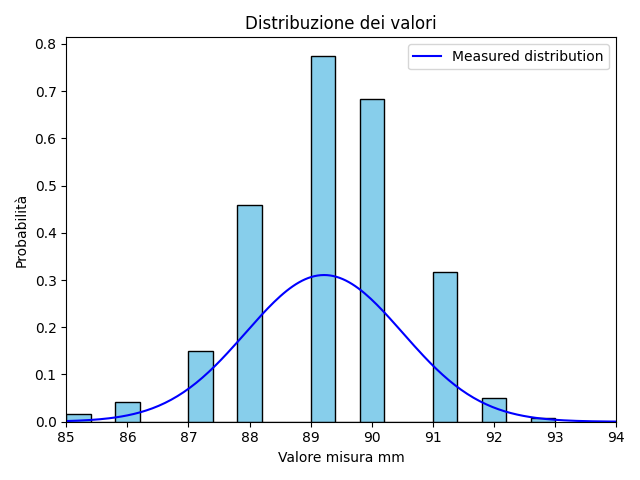 Distribuzione dei valori
Measured distribution
0.8
0.7
0.6
0.5
0.4
0.3
0.2
0.1
0.0
Probabilità
85 86 87 88 89 90 91 92 93 94
Valore misura mm